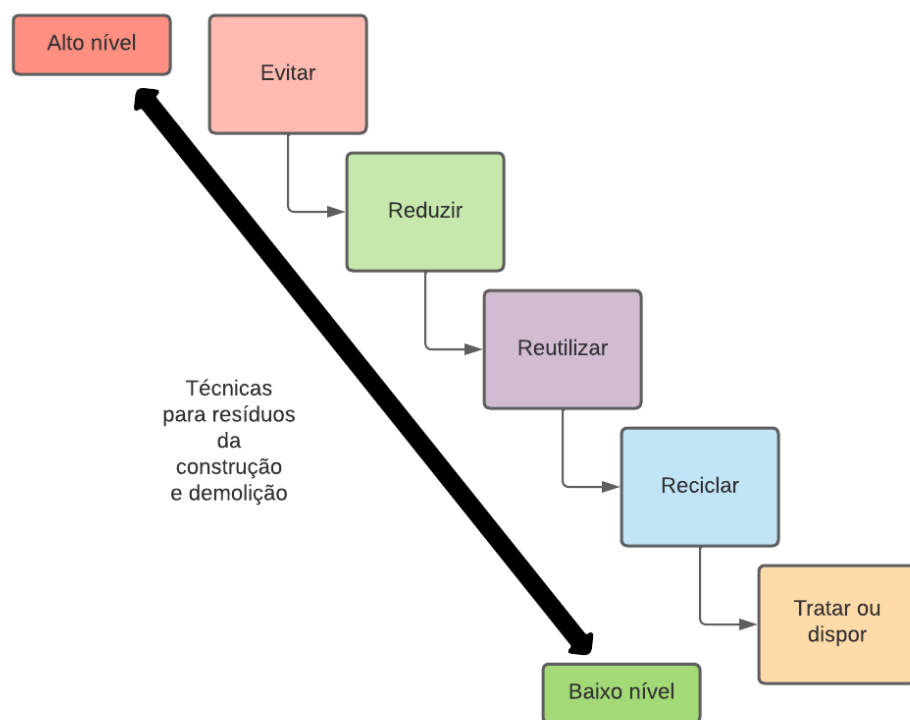 Alto nível
Evitar
Reduzir
Reutilizar
Técnicas
para resíduos
da
construção
e demolição
Reciclar
Tratar ou
dispor
Baixo nível